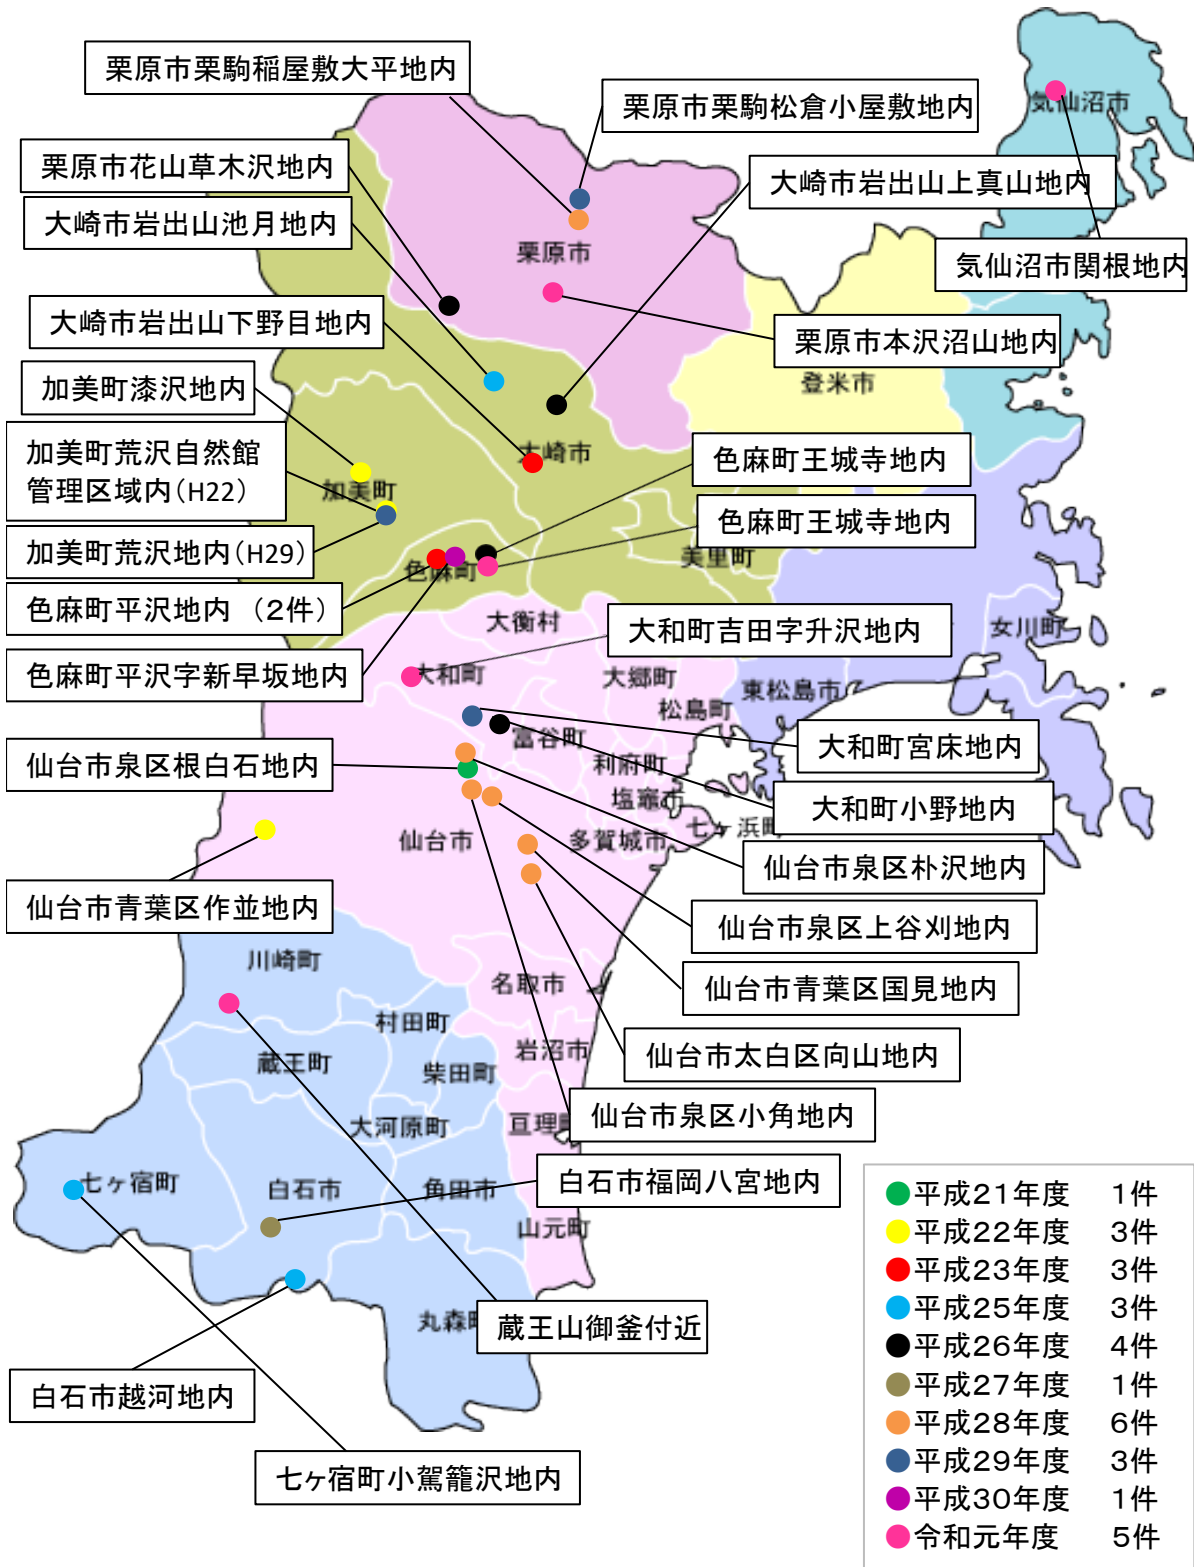 栗原市栗駒稲屋敷大平地内
栗原市栗駒松倉小屋敷地内
気仙沼市
栗原市花山草木沢地内
大崎市岩出山上真山地内
大崎市岩出山池月地内
栗原市
気仙沼市関根地内
大崎市岩出山下野目地内
栗原市本沢沼山地内
加美町漆沢地内
登米市
大崎市
加美町荒沢自然館
管理区域内(H22)
色麻町王城寺地内
加美町
色麻町王城寺地内
加美町荒沢地内(H29)
美里町
色麻町
色麻町平沢地内 (2件)
大衡村
大和町吉田字升沢地内
女川町
色麻町平沢字新早坂地内
大和町
大郷町
東松島市
松島町
富谷町
大和町宮床地内
仙台市泉区根白石地内
利府町
塩竈市
大和町小野地内
七ヶ浜町
仙台市
多賀城市
仙台市泉区朴沢地内
仙台市青葉区作並地内
仙台市泉区上谷刈地内
川崎町
名取市
仙台市青葉区国見地内
村田町
岩沼市
仙台市太白区向山地内
蔵王町
柴田町
仙台市泉区小角地内
大河原町
亘理町
七ヶ宿町
白石市
角田市
白石市福岡八宮地内
山元町
丸森町
蔵王山御釜付近
白石市越河地内
七ヶ宿町小駕籠沢地内
平成21年度 1件
平成22年度 3件
平成23年度 3件
平成25年度 3件
平成26年度 4件
平成27年度 1件
平成28年度 6件
平成29年度 3件
平成30年度 1件
令和元年度 5件